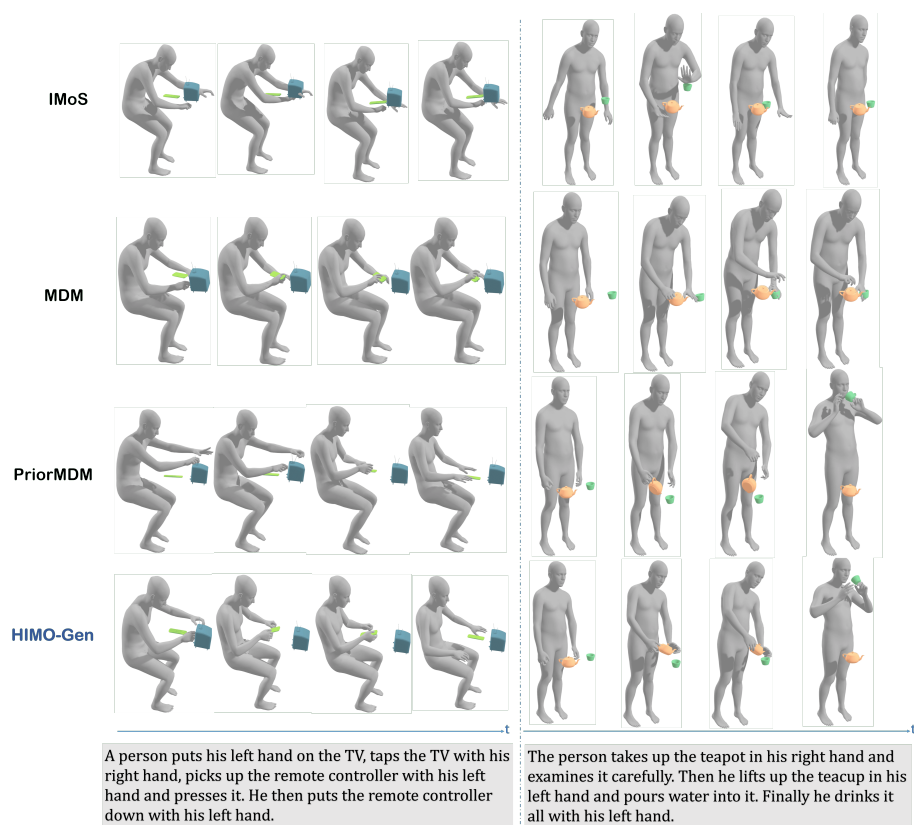 IMoS
MDM
PriorMDM
HIMO-Gen
t
t
A person puts his left hand on the TV, taps the TV with his
right hand, picks up the remote controller with his left
hand and presses it. He then puts the remote controller
down with his left hand.
The person takes up the teapot in his right hand and
examines it carefully. Then he lifts up the teacup in his
left hand and pours water into it. Finally he drinks it
all with his left hand.